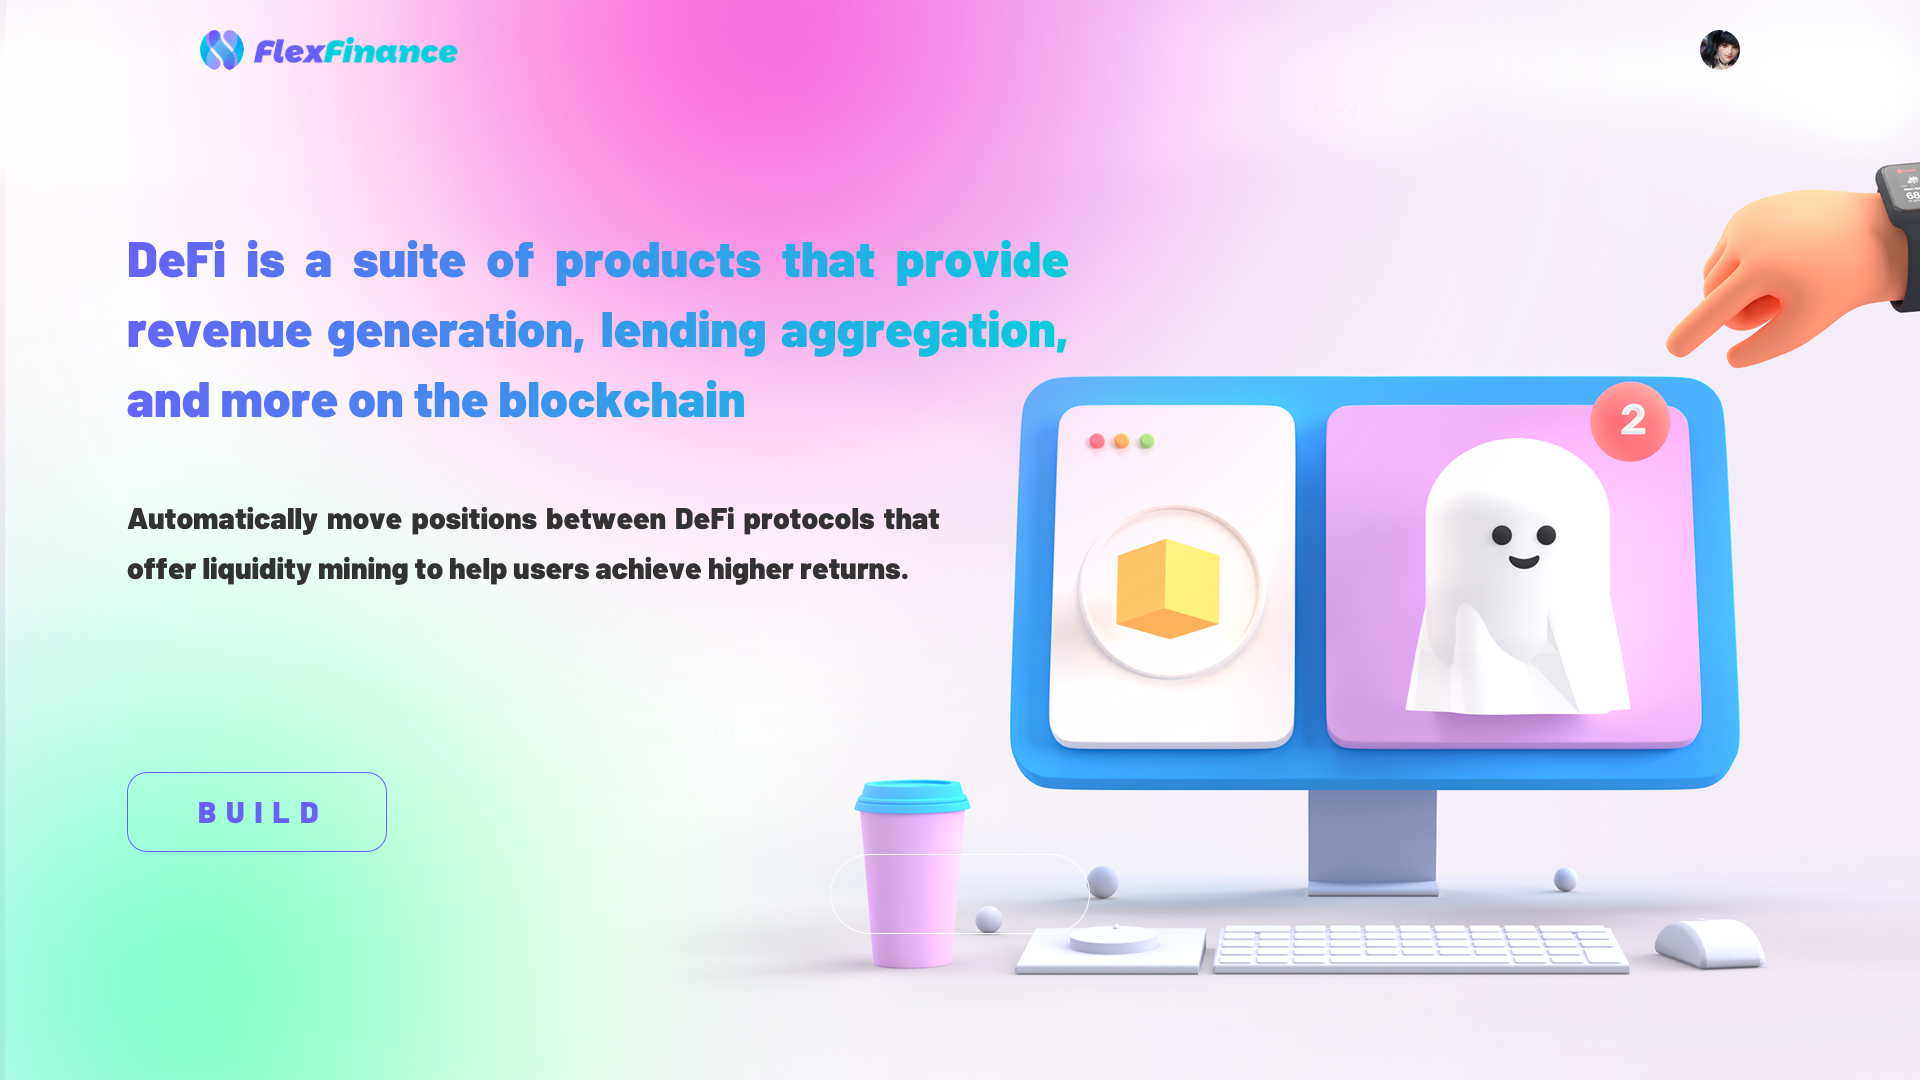 FlexFinance
DeFi is a suite of products that provide
revenue generation, lending aggregation,
and more on the blockchain
Automatically move positions between DeFi protocols that
offer liquidity mining to help users achieve higher returns.
BUILD
2
68